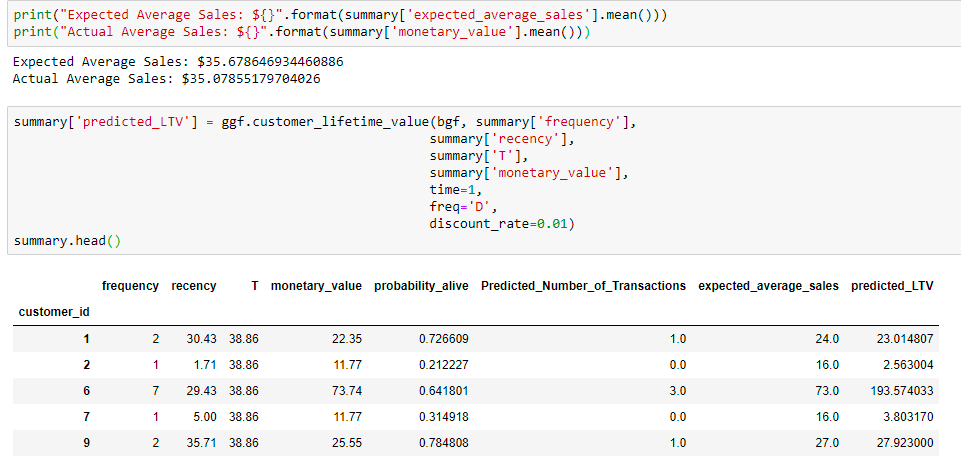 print("Expected Average Sales: ${}".format(summary['expected_average_sales'].mean()))
print("Actual Average Sales: ${}".format(summary['monetary_value'].mean()))
Expected Average Sales: $35.678646934460886
Actual Average Sales: $35.07855179704026
summary['predicted_LTV'] = ggf.customer_lifetime_value(bgf, summary['frequency'],
summary['recency'],
summary['T'],
summary['monetary_value'],
time=1,
freq='D',
discount_rate=0.01)
summary.head()
frequency recency T monetary_value probability_alive Predicted_Number_of_Transactions expected_average_sales predicted_LTV
customer_id
1 2 30.43 38.86 22.35 0.726609 1.0 24.0 23.014807
2 1 1.71 38.86 11.77 0.212227 0.0 16.0 2.563004
6 7 29.43 38.86 73.74 0.641801 3.0 73.0 193.574033
7 1 5.00 38.86 11.77 0.314918 0.0 16.0 3.803170
9 2 35.71 38.86 25.55 0.784808 1.0 27.0 27.923000